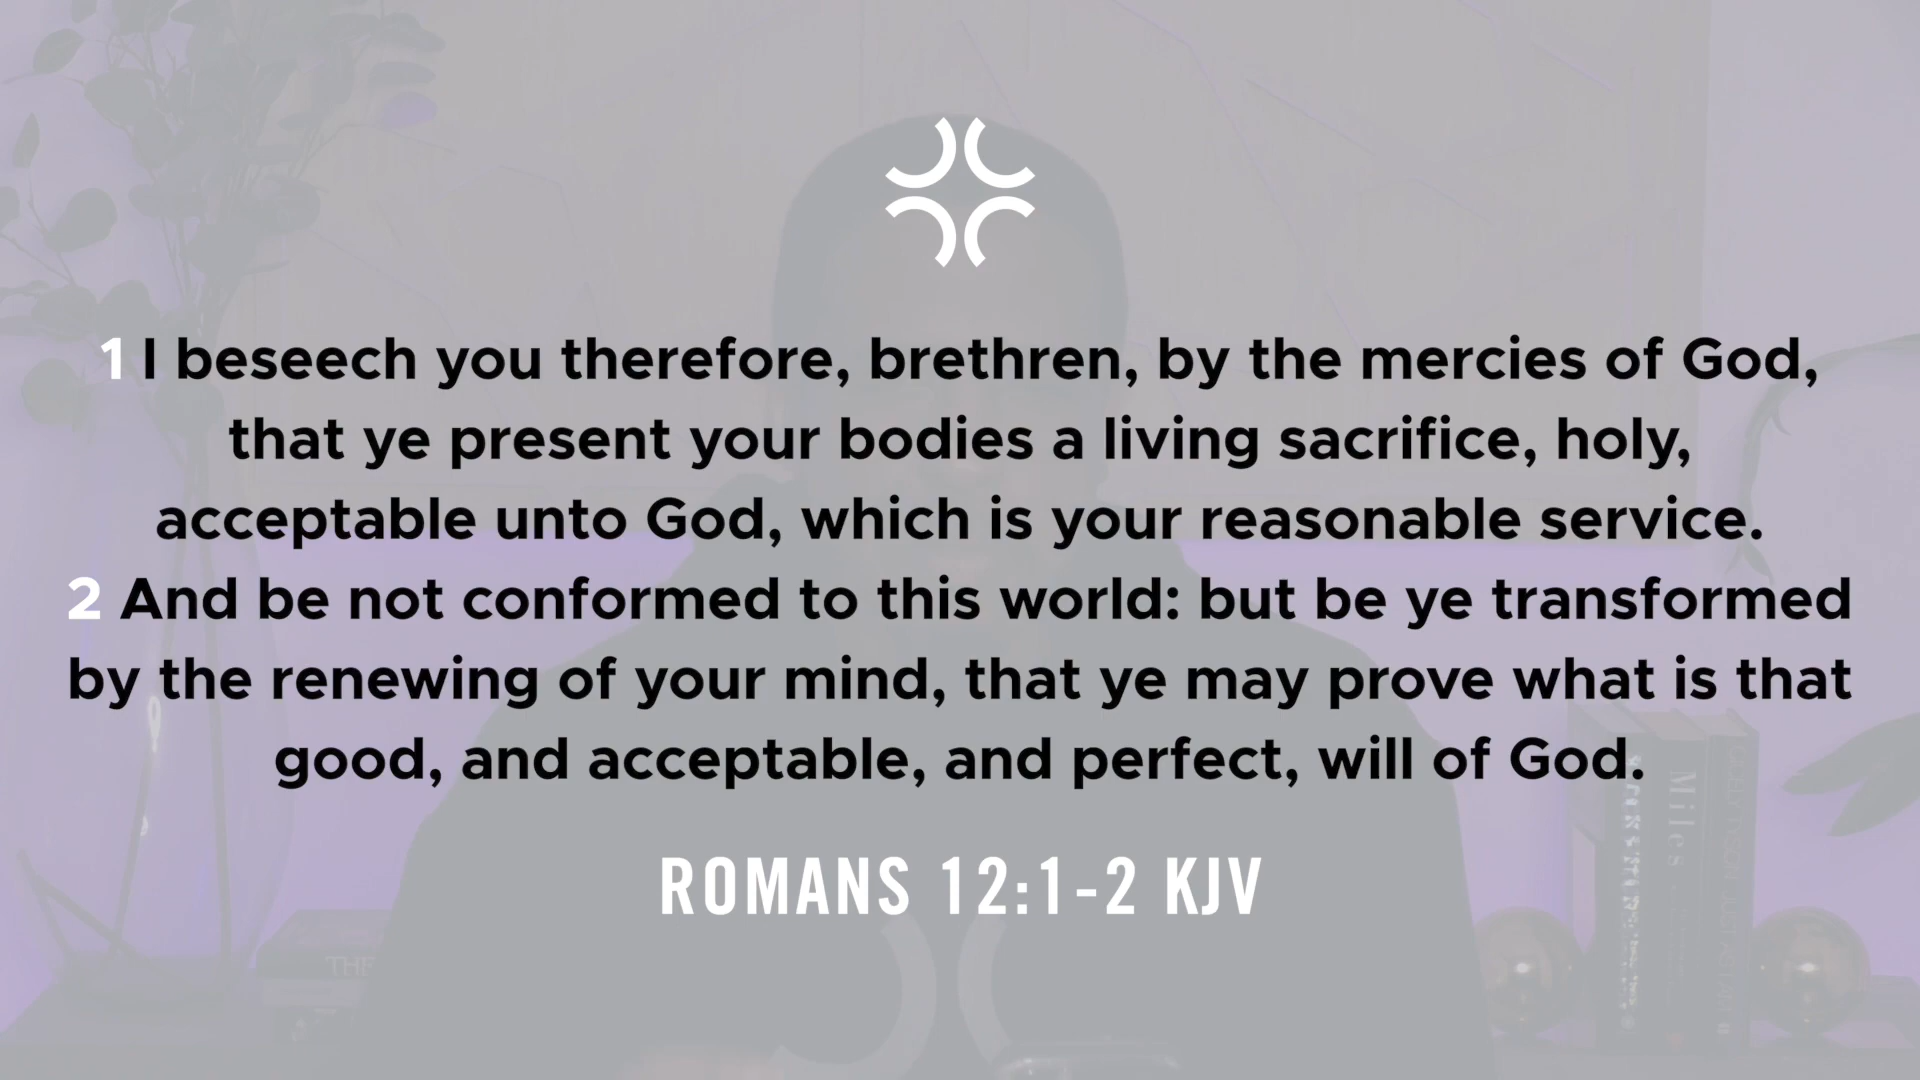 1 I beseech you therefore, brethren, by the mercies of God,
that ye present your bodies a living sacrifice, holy,
acceptable unto God, which is your reasonable service.
2 And be not conformed to this world: but be ye transformed
by the renewing of your mind, that ye may prove what is that
good, and acceptable, and perfect, will of God.
ROMANS 12:1-2 KJV
THE
Miles